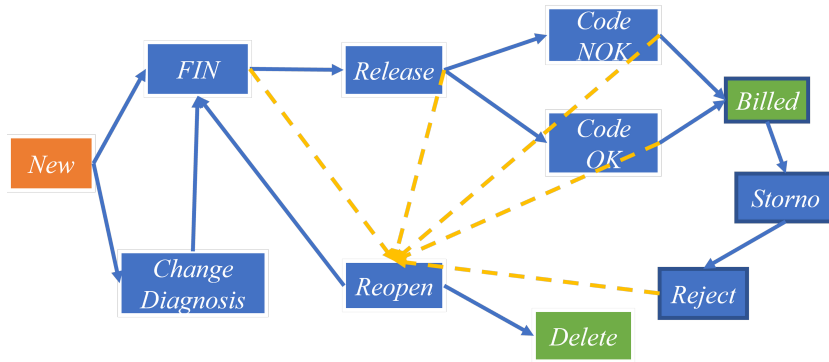 FIN
Release
Code
NOK
Billed
New
Code
OK
Storno
Change
Diagnosis
Reopen
Reject
Delete